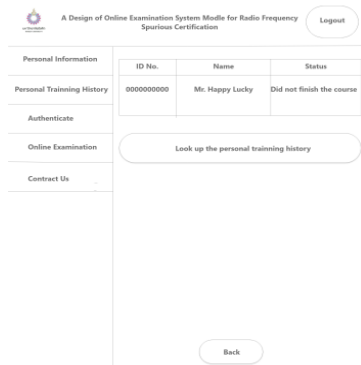 A Design of Online Examination System Modle for Radio Frequency
Spurious Certification
Logout
Personal Information
Personal Trainning History
Authenticate
Online Examination
Contract Us
ID No. Name Status
0000000000 Mr. Happy Lucky Did not finish the course
Look up the personal trainning history
Back